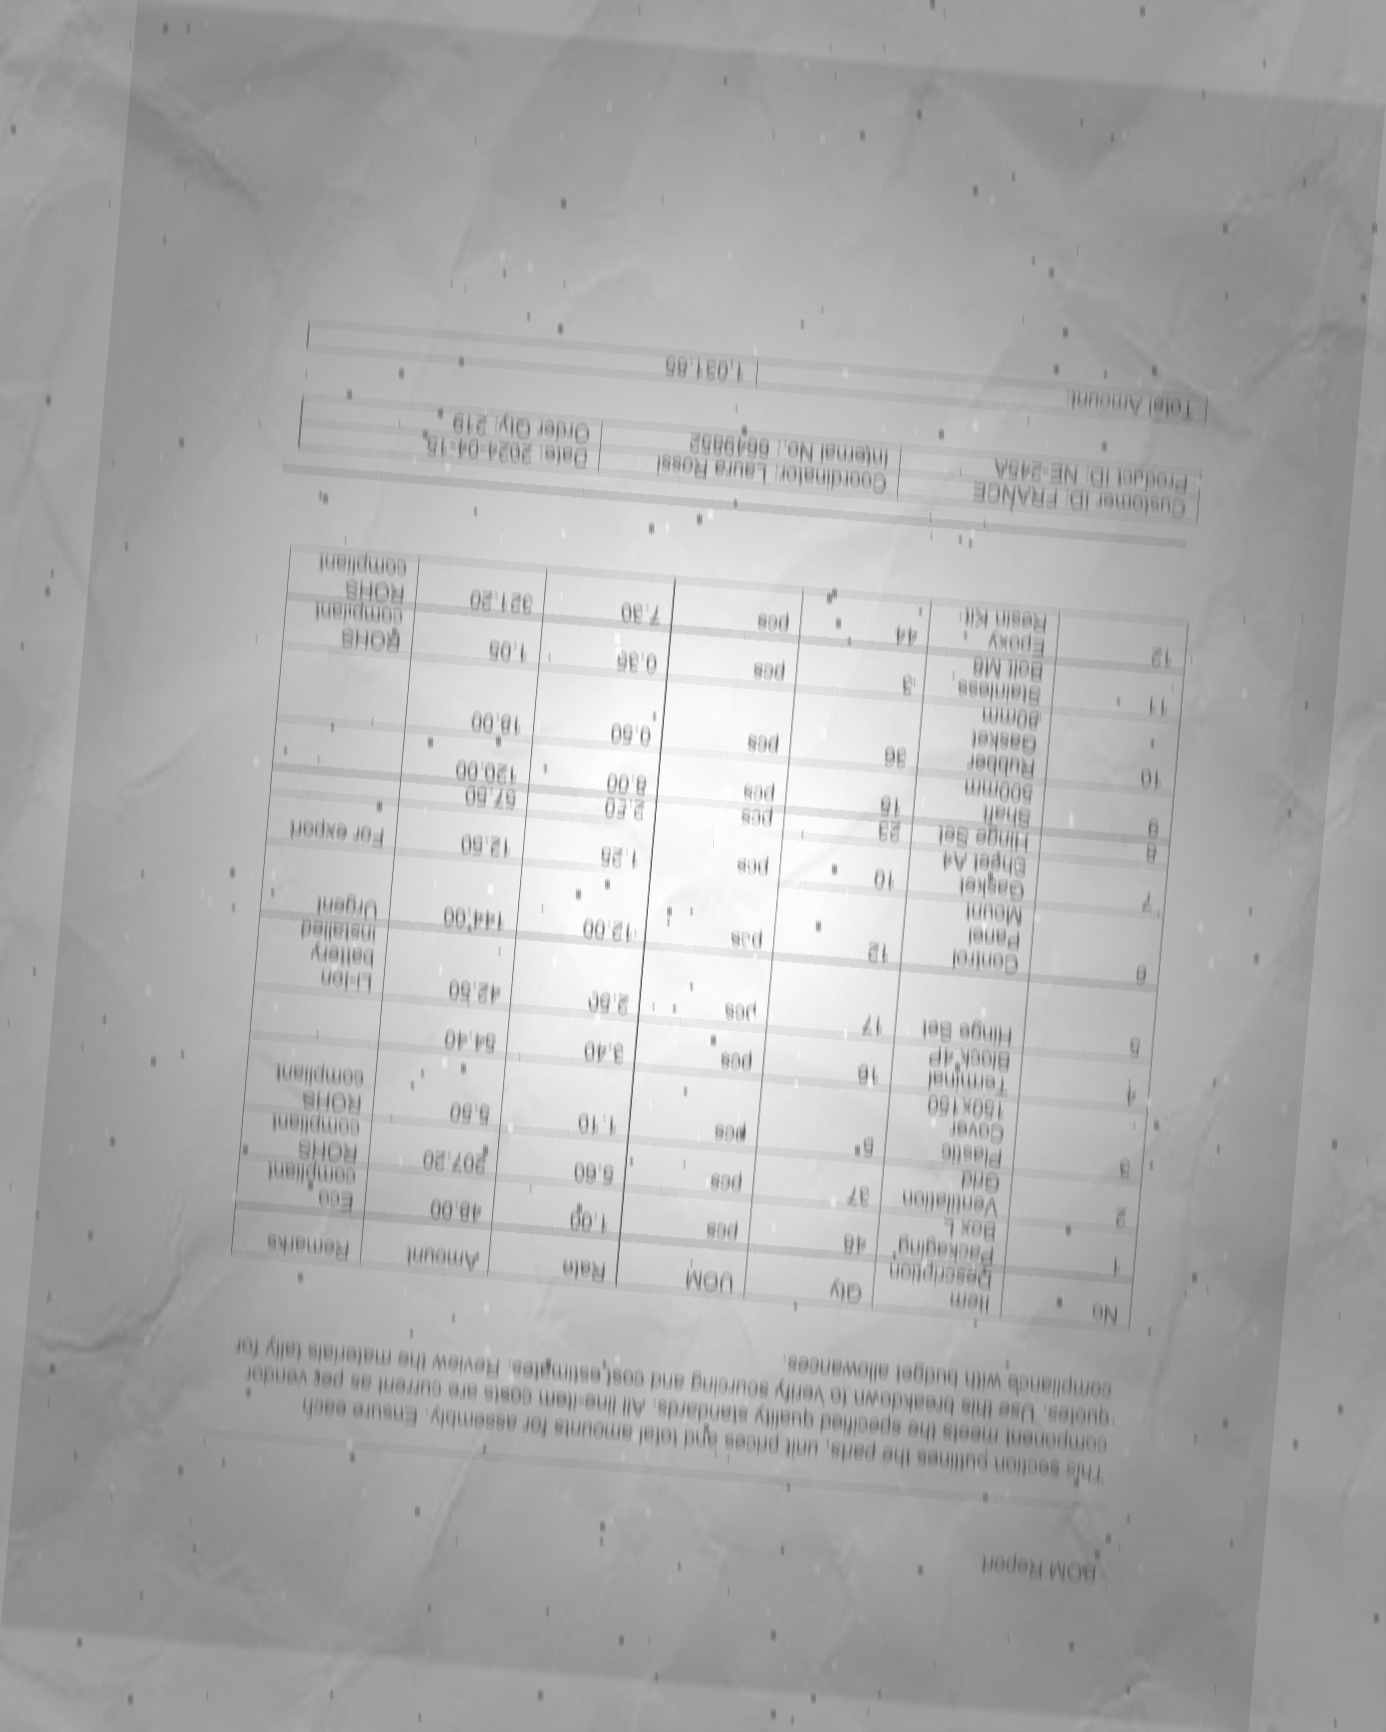 BOM Report
This section outlines the parts, unit prices and total amounts for assembly. Ensure each
component meets the specified quality standards. All line-item costs are current as per vendor
quotes. Use this breakdown to verify sourcing and cost estimates. Review the materials tally for
compliance with budget allowances.
No Item Qty UOM Rate Amount Remarks
Description
1 Packaging 48 pcs 1.00 48.00 Eco
Box L compliant
2 Ventilation 37 pcs 5.60 207.20 ROHS
Grid compliant
3 Plastic 5 pcs 1.10 5.50 ROHS
Cover compliant
150x150
4 Terminal 16 pcs 3.40 54.40
Block 4P
5 Hinge Set 17 pcs 2.50 42.50 Li-ion
battery
installed
6 Control 12 pcs 12.00 144.00 Urgent
Panel
Mount
7 Gasket 10 pcs 1.25 12.50 For export
Sheet A4
8 Hinge Set 23 pcs 2.50 57.50
9 Shaft 15 pcs 8.00 120.00
500mm
10 Rubber 36 pcs 0.50 18.00
Gasket
80mm
11 Stainless 3 pcs 0.35 1.05 ROHS
Bolt M8 compliant
12 Epoxy 44 pcs 7.30 321.20 ROHS
Resin Kit compliant
Customer ID: FRANCE Coordinator: Laura Rossi Date: 2024-04-15
Product ID: NE-245A Internal No.: 6649852 Order Qty: 219
Total Amount: 1,031.85